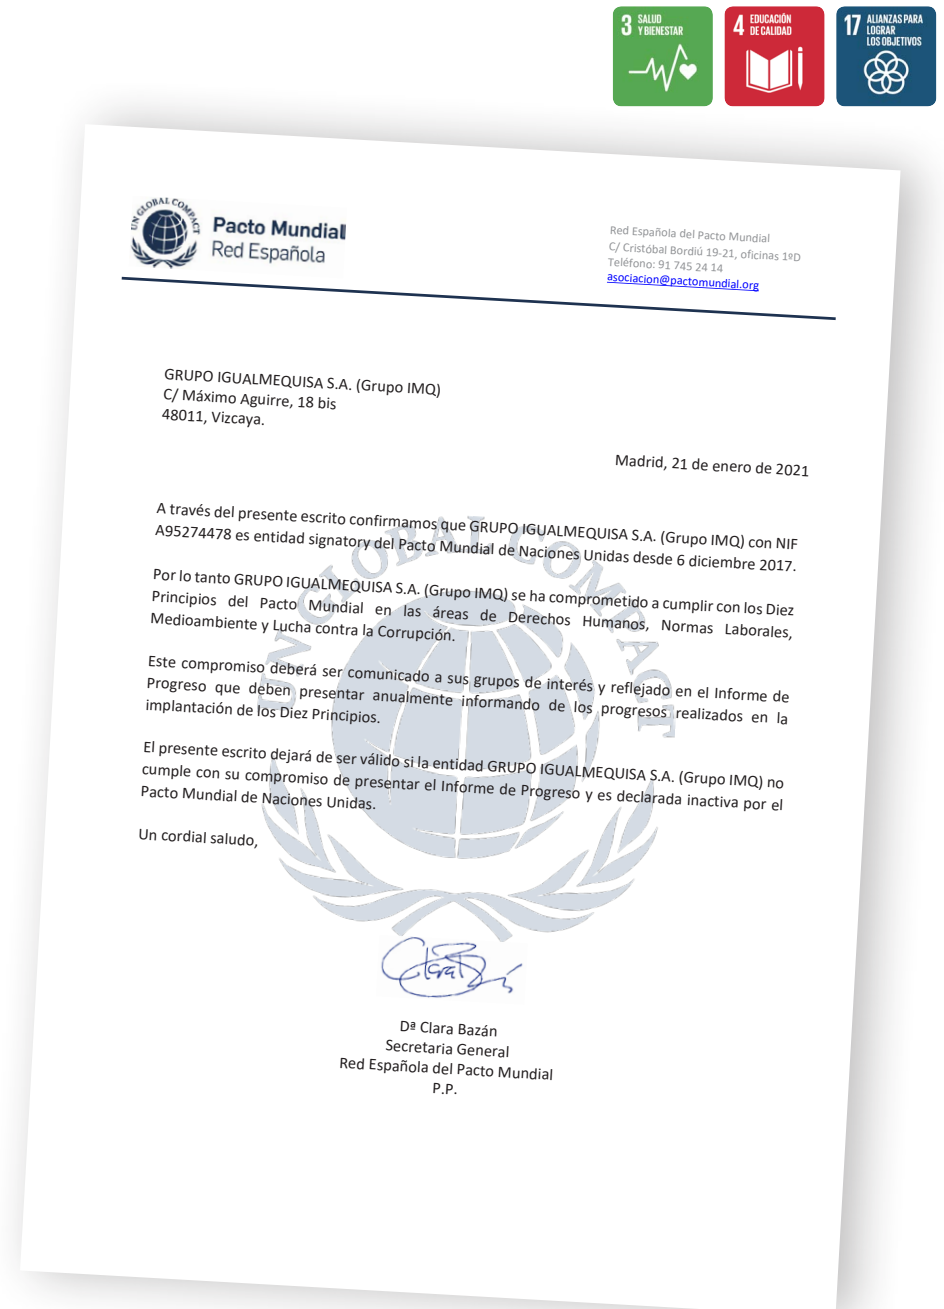 3 SALUD
Y BIENESTAR
4 EDUCACIÓN
DE CALIDAD
17 ALIANZAS PARA
LOGRAR
LOS OBJETIVOS
UN GLOBAL COMPACT
Pacto Mundial
Red Española
Red Española del Pacto Mundial
C/ Cristóbal Bordiú 19-21, oficinas 1ºD
Teléfono: 91 745 24 14
asociacion@pactomundial.org
GRUPO IGUALMEQUISA S.A. (Grupo IMQ)
C/ Máximo Aguirre, 18 bis
48011, Vizcaya.
Madrid, 21 de enero de 2021
A través del presente escrito confirmamos que GRUPO IGUALMEQUISA S.A. (Grupo IMQ) con NIF
A95274478 es entidad signatory del Pacto Mundial de Naciones Unidas desde 6 diciembre 2017.
Por lo tanto GRUPO IGUALMEQUISA S.A. (Grupo IMQ) se ha comprometido a cumplir con los Diez
Principios del Pacto Mundial en las áreas de Derechos Humanos, Normas Laborales,
Medioambiente y Lucha contra la Corrupción.
Este compromiso deberá ser comunicado a sus grupos de interés y reflejado en el Informe de
Progreso que deben presentar anualmente informando de los progresos realizados en la
implantación de los Diez Principios.
El presente escrito dejará de ser válido si la entidad GRUPO IGUALMEQUISA S.A. (Grupo IMQ) no
cumple con su compromiso de presentar el Informe de Progreso y es declarada inactiva por el
Pacto Mundial de Naciones Unidas.
Un cordial saludo,
UN GLOBAL COMPACT
Clara Bazán
Dª Clara Bazán
Secretaria General
Red Española del Pacto Mundial
P.P.